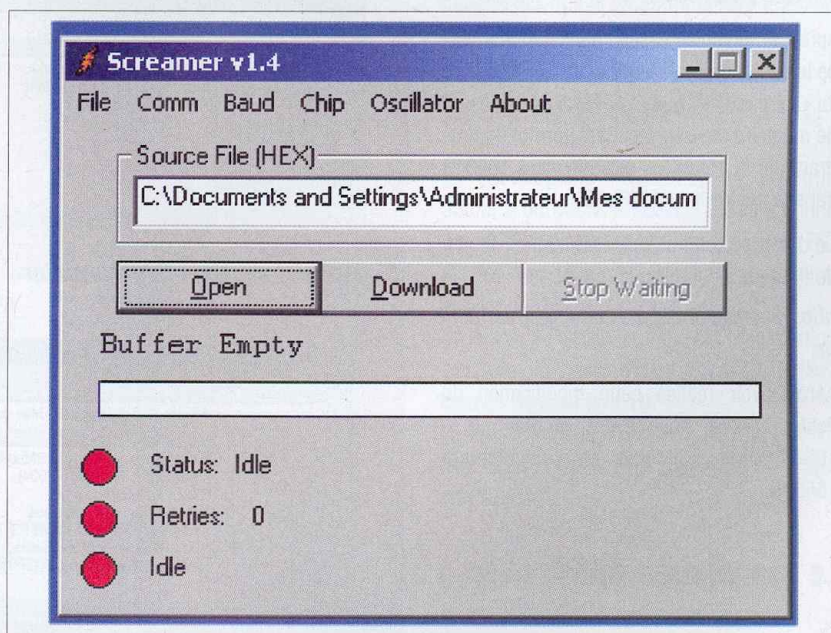 Screamer v1.4
File Comm Baud Chip Oscillator About
Source File (HEX)
C:\Documents and Settings\Administrateur\Mes docum
Open Download Stop Waiting
Buffer Empty
Status: Idle
Retries: 0
Idle